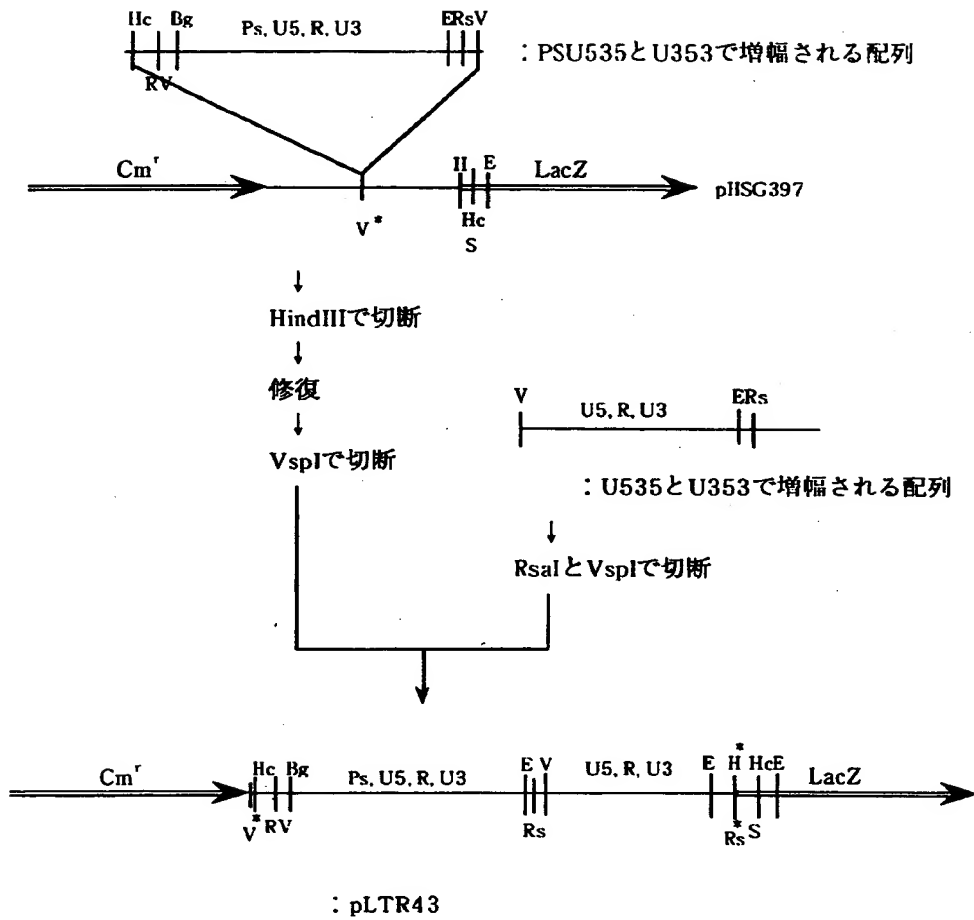 Hc Bg Ps, U5, R, U3 ERsV
RV
：PSU535とU353で増幅される配列
Cm^r II E LacZ pHSG397
V* Hc
S
↓
HindIIIで切断
↓
修復
↓
VspIで切断
V U5, R, U3 ERs
：U535とU353で増幅される配列
↓
RsaIとVspIで切断
Cm^r Hc Bg Ps, U5, R, U3 E V U5, R, U3 E H* HcE LacZ
V* RV Rs Rs* S
：pLTR43